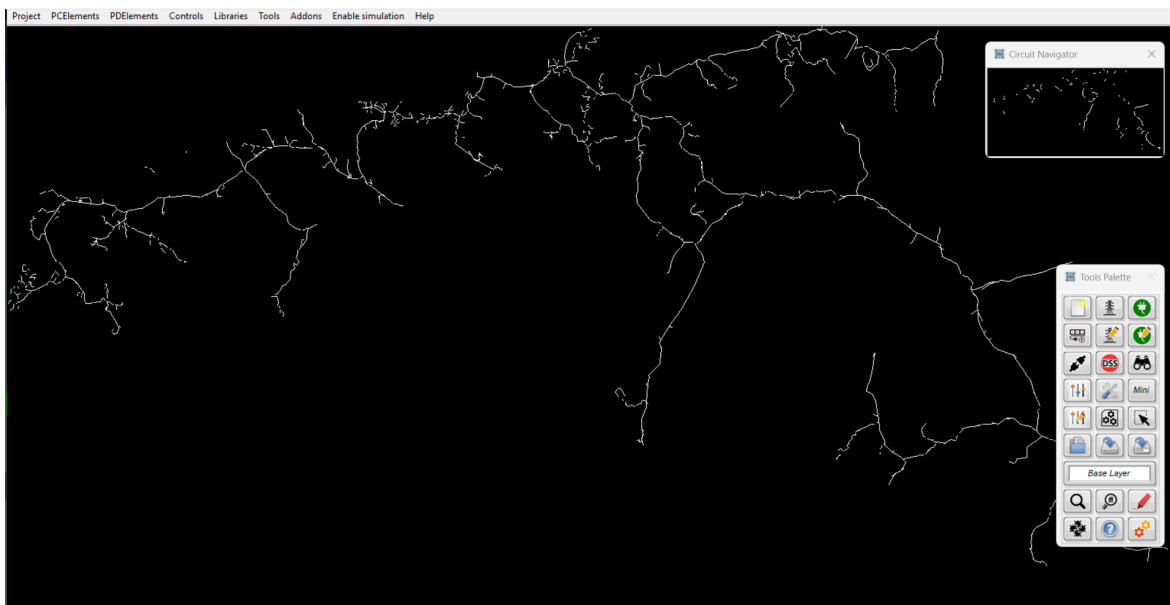 Project PCElements PDElements Controls Libraries Tools Addons Enable simulation Help
Circuit Navigator
Tools Palette
DSS
Mini
Base Layer